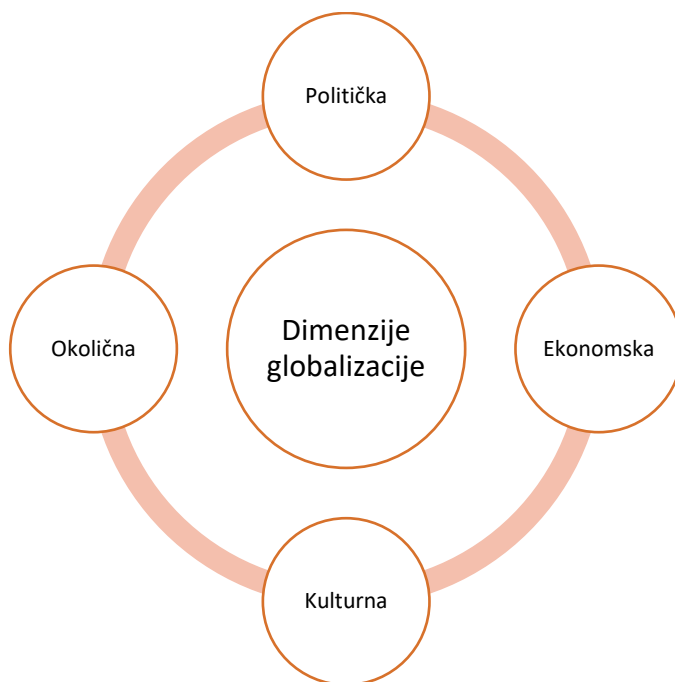 Politička
Okolična
Dimenzije
globalizacije
Ekonomska
Kulturna